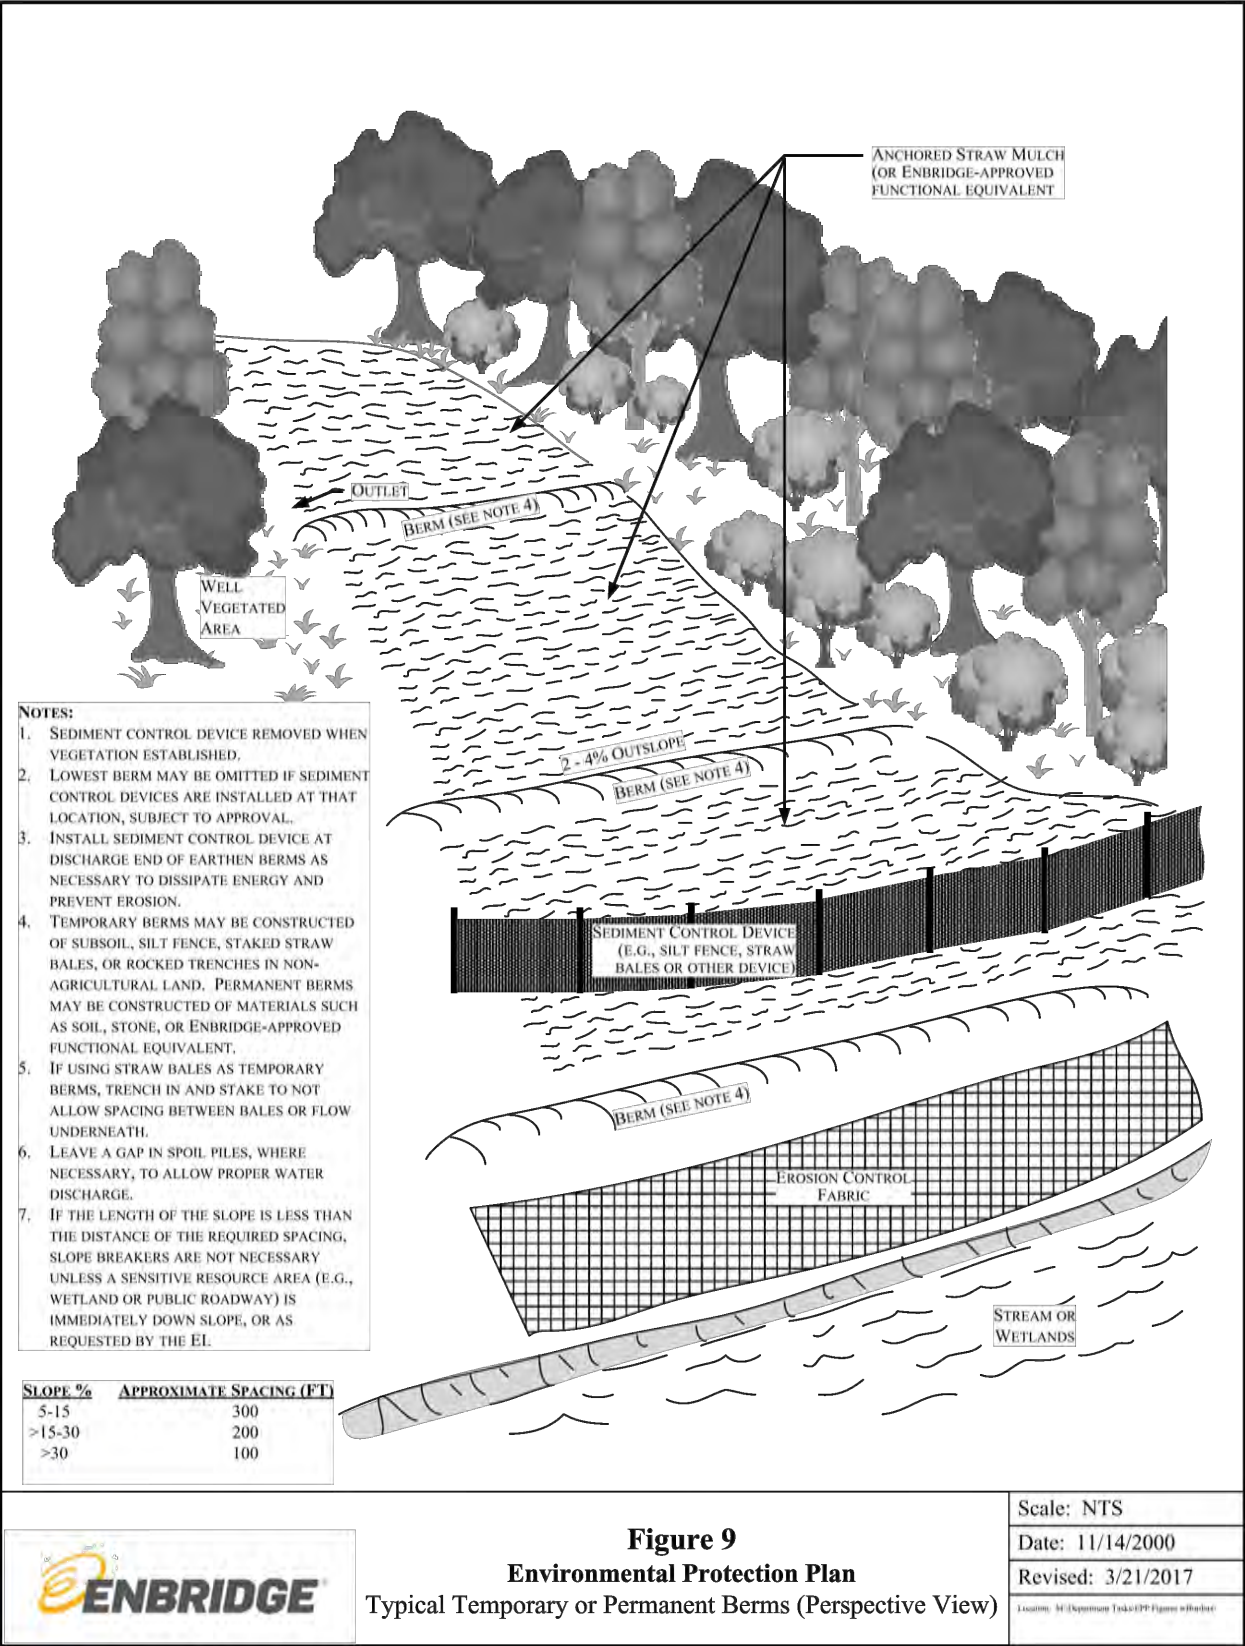 ANCHORED STRAW MULCH
(OR ENBRIDGE-APPROVED
FUNCTIONAL EQUIVALENT
OUTLET
BERM (SEE NOTE 4)
WELL
VEGETATED
AREA
2 - 4% OUTSLOPE
BERM (SEE NOTE 4)
SEDIMENT CONTROL DEVICE
(E.G., SILT FENCE, STRAW
BALES OR OTHER DEVICE)
BERM (SEE NOTE 4)
EROSION CONTROL
FABRIC
STREAM OR
WETLANDS
NOTES:
1. SEDIMENT CONTROL DEVICE REMOVED WHEN
VEGETATION ESTABLISHED.
2. LOWEST BERM MAY BE OMITTED IF SEDIMENT
CONTROL DEVICES ARE INSTALLED AT THAT
LOCATION, SUBJECT TO APPROVAL.
3. INSTALL SEDIMENT CONTROL DEVICE AT
DISCHARGE END OF EARTHEN BERMS AS
NECESSARY TO DISSIPATE ENERGY AND
PREVENT EROSION.
4. TEMPORARY BERMS MAY BE CONSTRUCTED
OF SUBSOIL, SILT FENCE, STAKED STRAW
BALES, OR ROCKED TRENCHES IN NON-
AGRICULTURAL LAND. PERMANENT BERMS
MAY BE CONSTRUCTED OF MATERIALS SUCH
AS SOIL, STONE, OR ENBRIDGE-APPROVED
FUNCTIONAL EQUIVALENT.
5. IF USING STRAW BALES AS TEMPORARY
BERMS, TRENCH IN AND STAKE TO NOT
ALLOW SPACING BETWEEN BALES OR FLOW
UNDERNEATH.
6. LEAVE A GAP IN SPOIL PILES, WHERE
NECESSARY, TO ALLOW PROPER WATER
DISCHARGE.
7. IF THE LENGTH OF THE SLOPE IS LESS THAN
THE DISTANCE OF THE REQUIRED SPACING,
SLOPE BREAKERS ARE NOT NECESSARY
UNLESS A SENSITIVE RESOURCE AREA (E.G.,
WETLAND OR PUBLIC ROADWAY) IS
IMMEDIATELY DOWN SLOPE, OR AS
REQUESTED BY THE EI.
SLOPE % APPROXIMATE SPACING (FT)
5-15 300
>15-30 200
>30 100
ENBRIDGE
Figure 9
Environmental Protection Plan
Typical Temporary or Permanent Berms (Perspective View)
Scale: NTS
Date: 11/14/2000
Revised: 3/21/2017